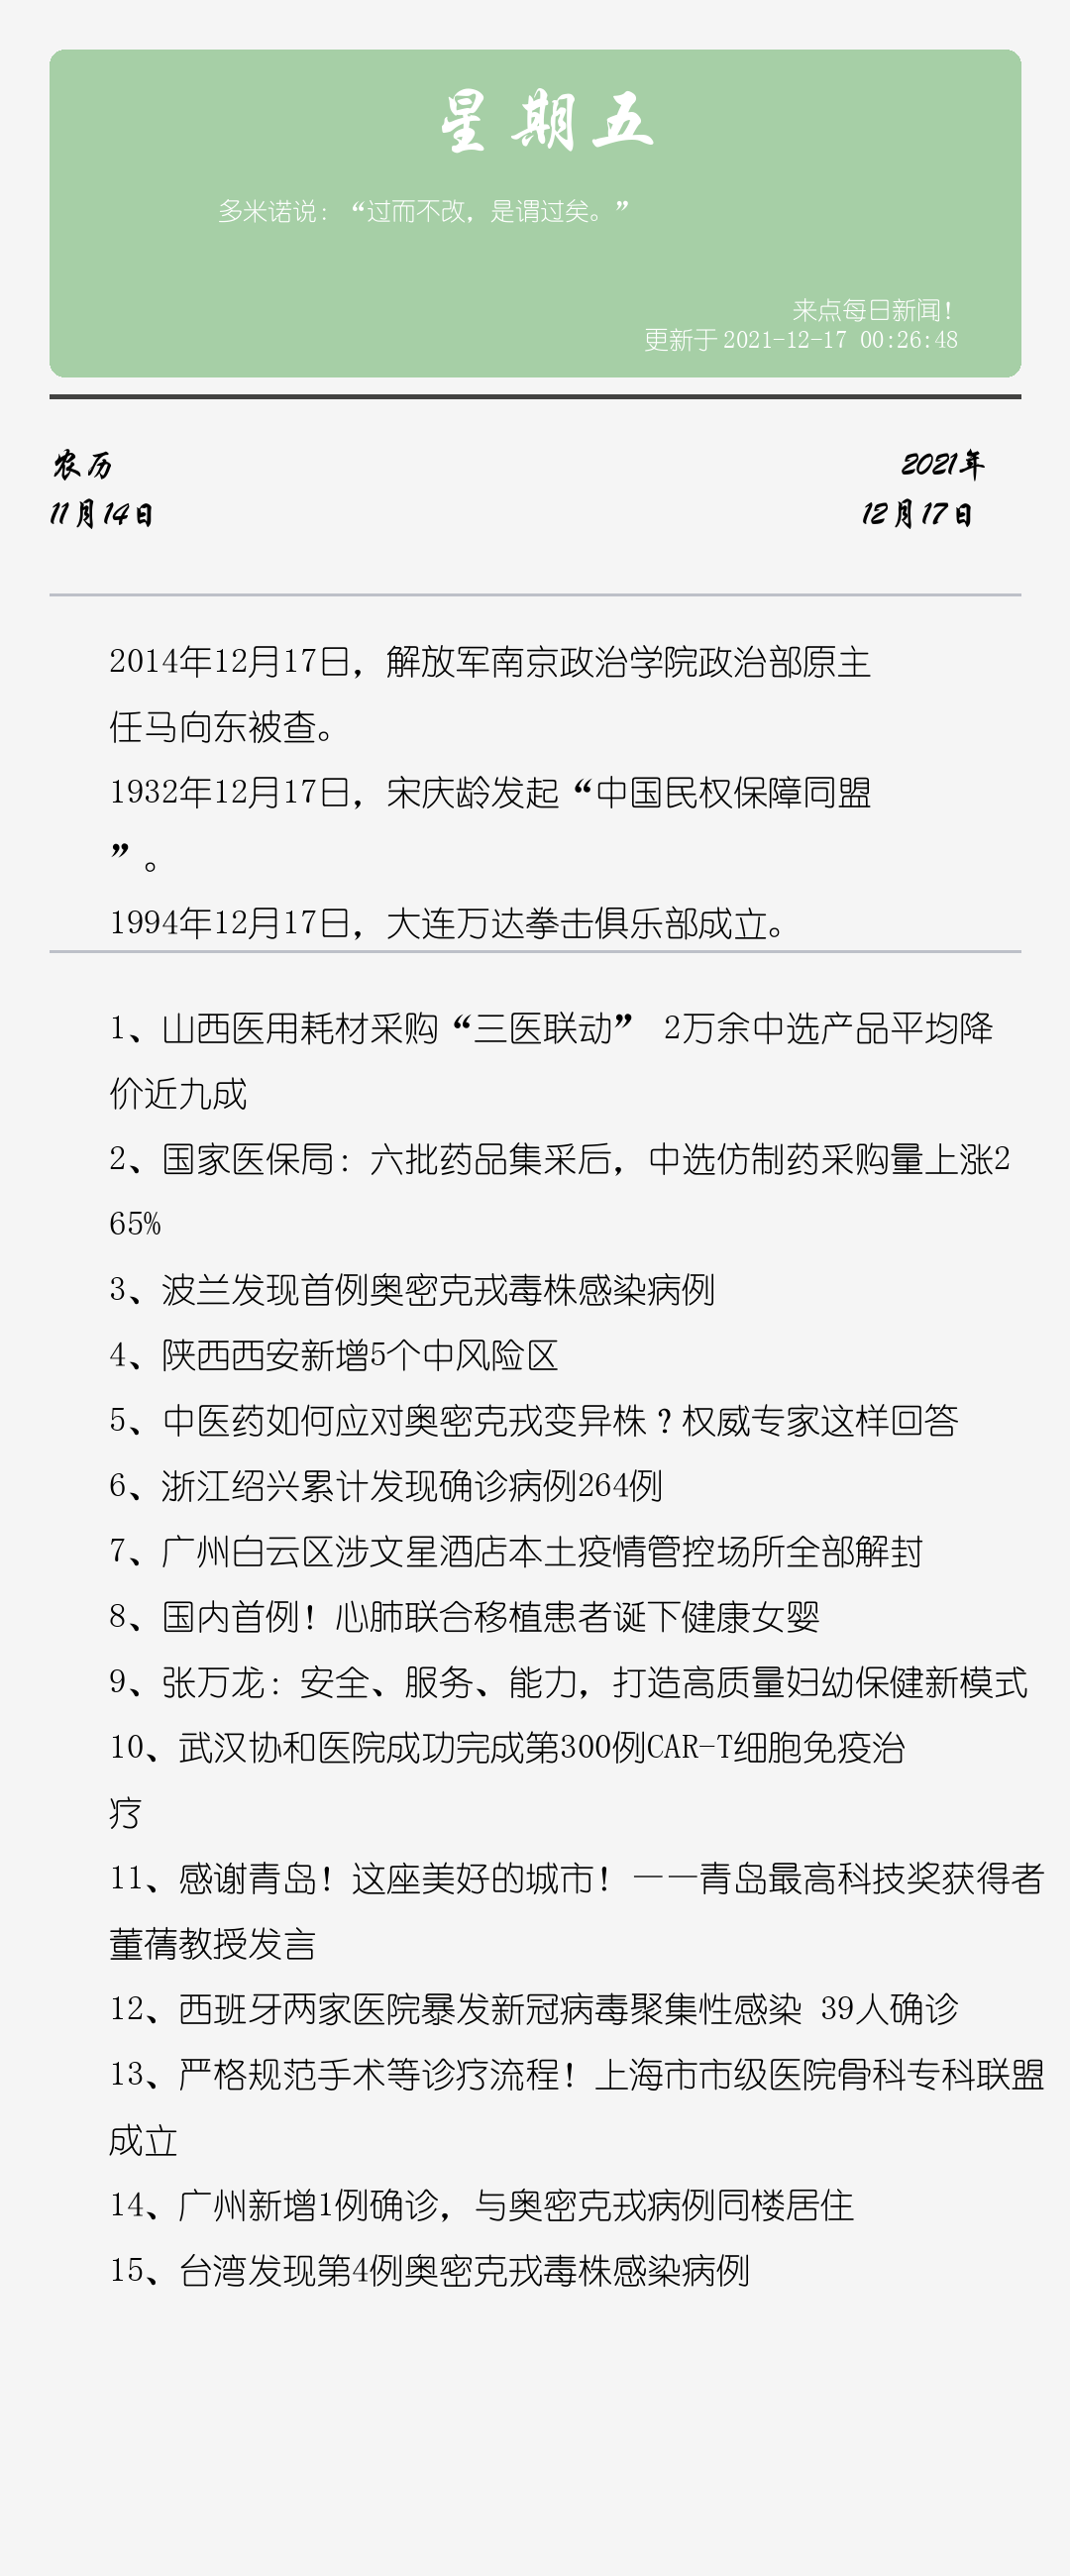 星期五
多米诺说：“过而不改，是谓过矣。”
来点每日新闻！
更新于2021-12-17 00:26:48
农历
2021年
11月14日
12月17日
2014年12月17日，解放军南京政治学院政治部原主
任马向东被查。
1932年12月17日，宋庆龄发起“中国民权保障同盟
”。
1994年12月17日，大连万达拳击俱乐部成立。
1、山西医用耗材采购“三医联动” 2万余中选产品平均降
价近九成
2、国家医保局：六批药品集采后，中选仿制药采购量上涨2
65%
3、波兰发现首例奥密克戎毒株感染病例
4、陕西西安新增5个中风险区
5、中医药如何应对奥密克戎变异株？权威专家这样回答
6、浙江绍兴累计发现确诊病例264例
7、广州白云区涉文星酒店本土疫情管控场所全部解封
8、国内首例！心肺联合移植患者诞下健康女婴
9、张万龙：安全、服务、能力，打造高质量妇幼保健新模式
10、武汉协和医院成功完成第300例CAR-T细胞免疫治
疗
11、感谢青岛！这座美好的城市！——青岛最高科技奖获得者
董蒨教授发言
12、西班牙两家医院暴发新冠病毒聚集性感染 39人确诊
13、严格规范手术等诊疗流程！上海市市级医院骨科专科联盟
成立
14、广州新增1例确诊，与奥密克戎病例同楼居住
15、台湾发现第4例奥密克戎毒株感染病例